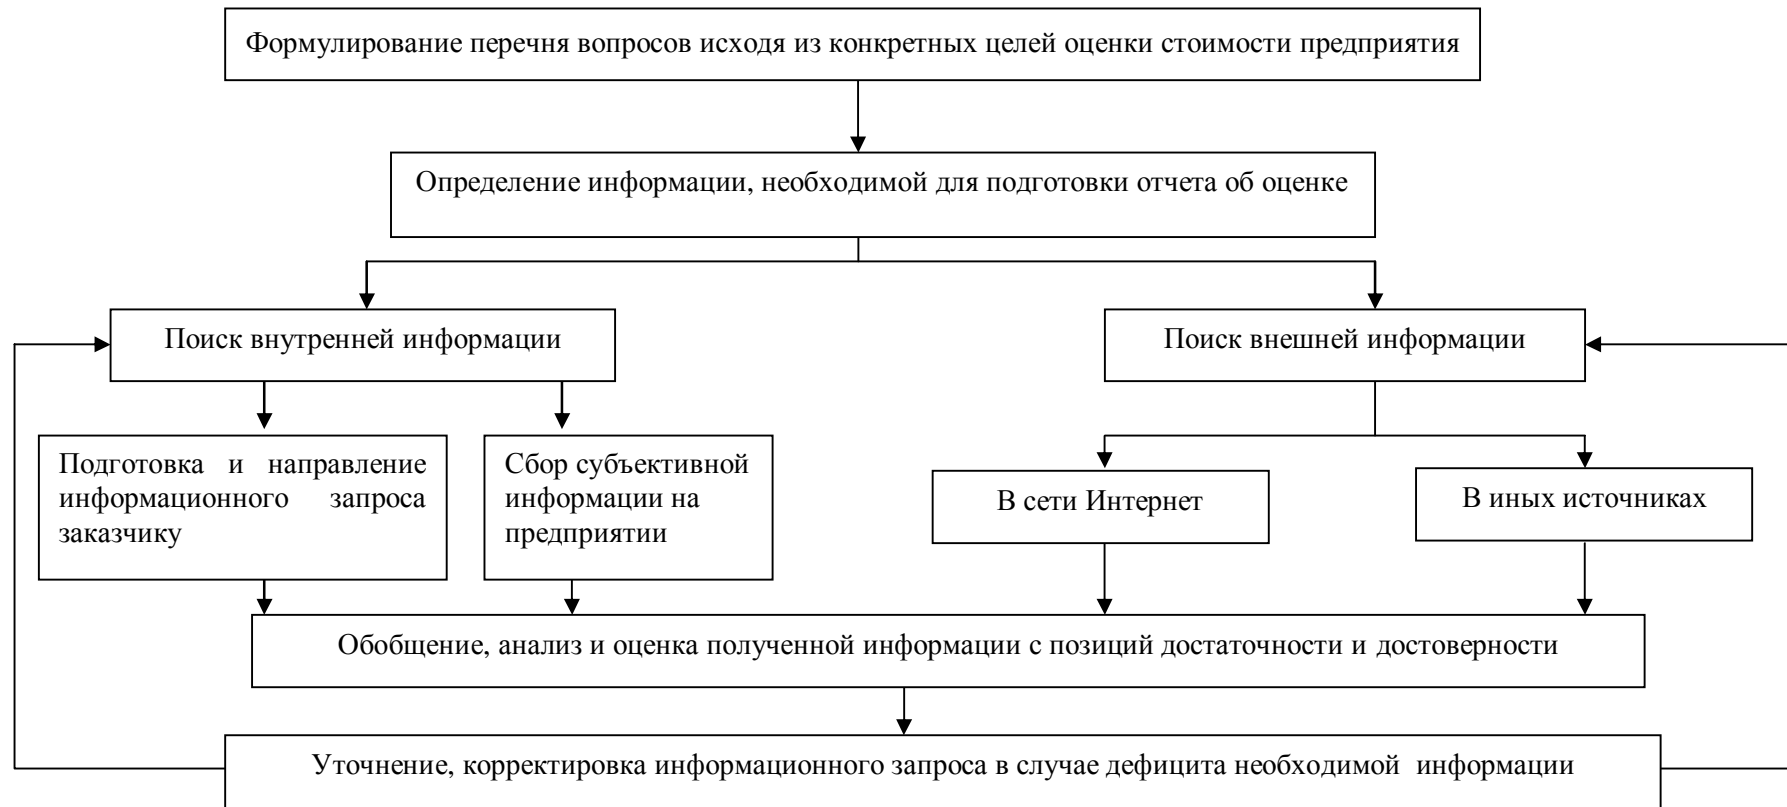 Формулирование перечня вопросов исходя из конкретных целей оценки стоимости предприятия
Определение информации, необходимой для подготовки отчета об оценке
Поиск внутренней информации
Поиск внешней информации
Подготовка и направление
информационного запроса
заказчику
Сбор субъективной
информации на
предприятии
В сети Интернет
В иных источниках
Обобщение, анализ и оценка полученной информации с позиций достаточности и достоверности
Уточнение, корректировка информационного запроса в случае дефицита необходимой информации